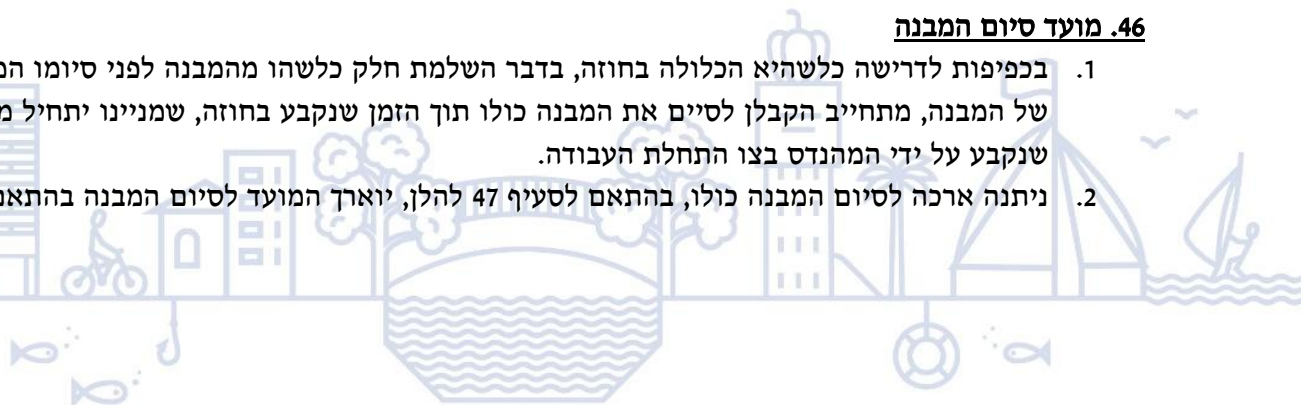 46. מועד סיום המבנה
1. בכפיפות לדרישה כלשהיא הכלולה בחוזה, בדבר השלמת חלק כלשהו מהמבנה לפני סיומו
של המבנה, מתחייב הקבלן לסיים את המבנה כולו תוך הזמן שנקבע בחוזה, שמניינו יתחיל
שנקבע על ידי המהנדס בצו התחלת העבודה.
2. ניתנה ארכה לסיום המבנה כולו, בהתאם לסעיף 47 להלן, יוארך המועד לסיום המבנה